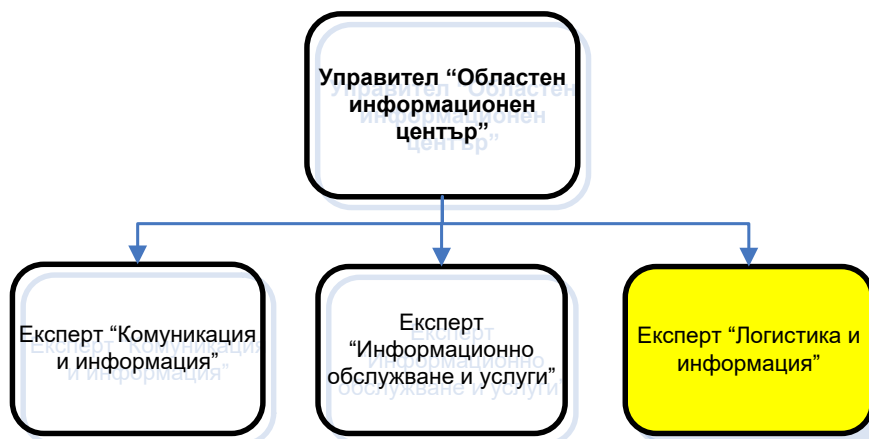 Управител “Областен
информационен
център”
Експерт “Комуникация
и информация”
Експерт
“Информационно
обслужване и услуги”
Експерт “Логистика и
информация”